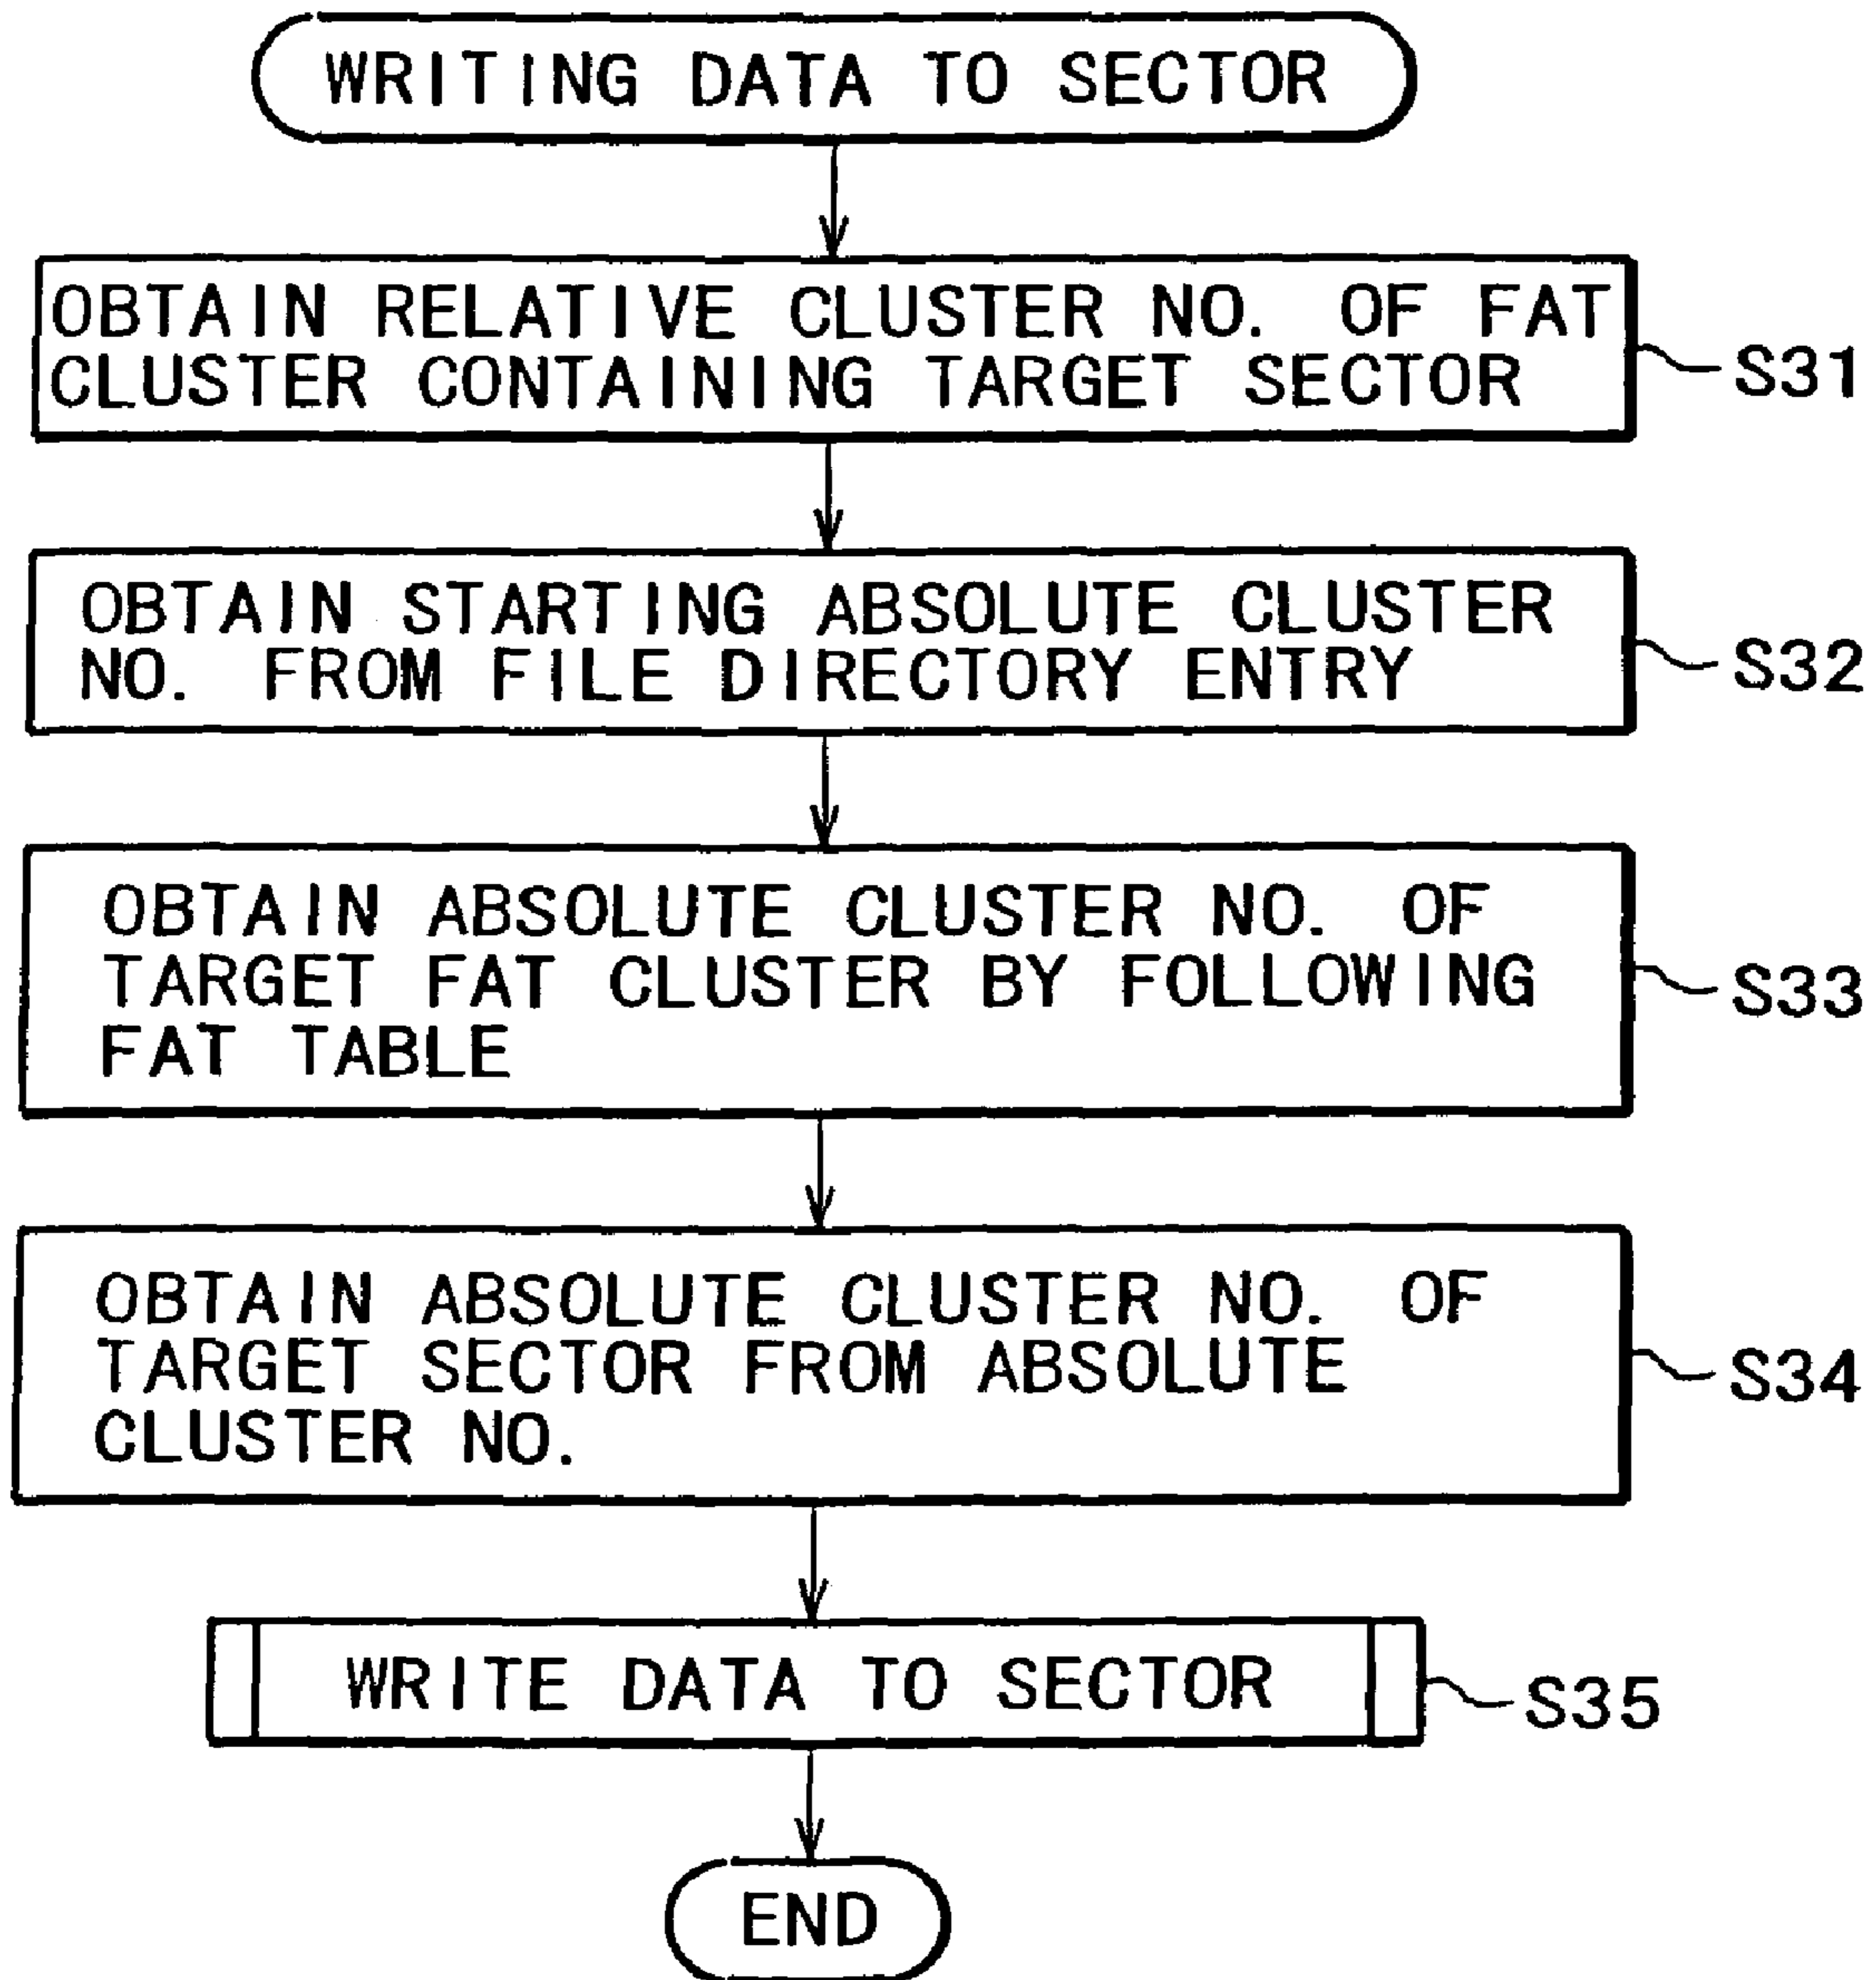 WRITING DATA TO SECTOR
OBTAIN RELATIVE CLUSTER NO. OF FAT
CLUSTER CONTAINING TARGET SECTOR
S31
OBTAIN STARTING ABSOLUTE CLUSTER
NO. FROM FILE DIRECTORY ENTRY
S32
OBTAIN ABSOLUTE CLUSTER NO. OF
TARGET FAT CLUSTER BY FOLLOWING
FAT TABLE
S33
OBTAIN ABSOLUTE CLUSTER NO. OF
TARGET SECTOR FROM ABSOLUTE
CLUSTER NO.
S34
WRITE DATA TO SECTOR
S35
END